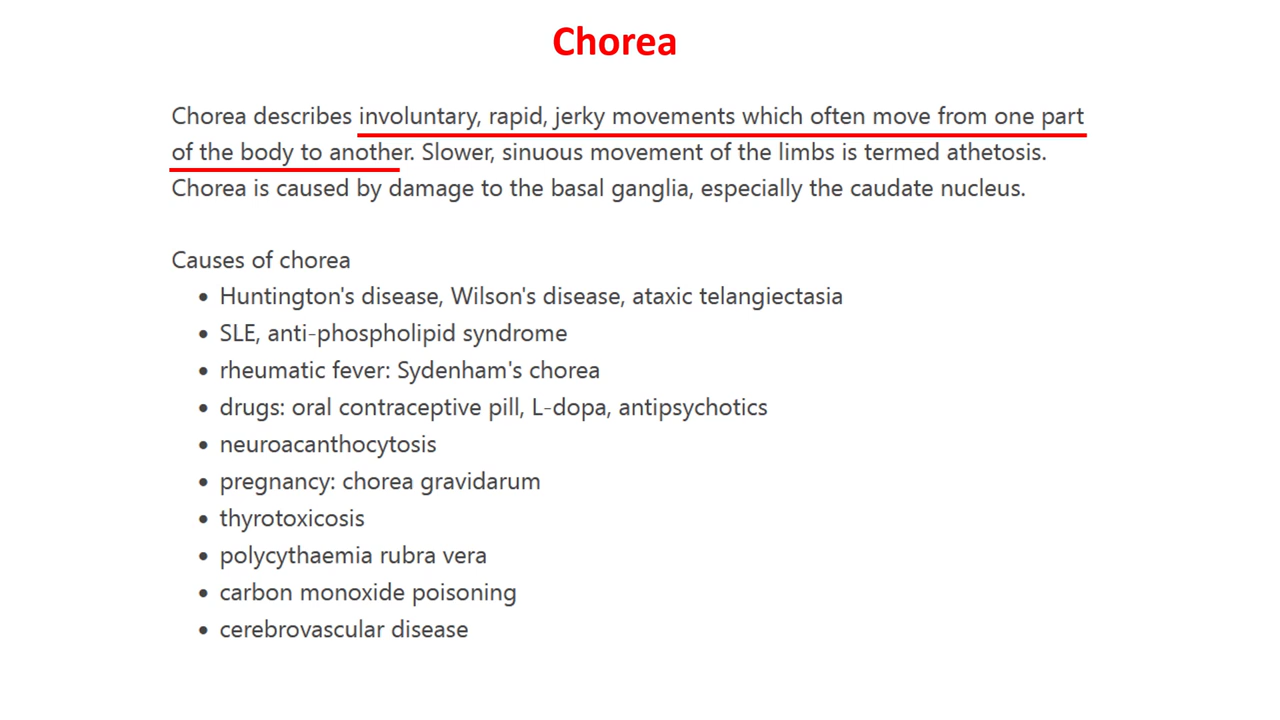 Chorea
Chorea describes involuntary, rapid, jerky movements which often move from one part
of the body to another. Slower, sinuous movement of the limbs is termed athetosis.
Chorea is caused by damage to the basal ganglia, especially the caudate nucleus.
Causes of chorea
• Huntington's disease, Wilson's disease, ataxic telangiectasia
• SLE, anti-phospholipid syndrome
• rheumatic fever: Sydenham's chorea
• drugs: oral contraceptive pill, L-dopa, antipsychotics
• neuroacanthocytosis
• pregnancy: chorea gravidarum
• thyrotoxicosis
• polycythaemia rubra vera
• carbon monoxide poisoning
• cerebrovascular disease